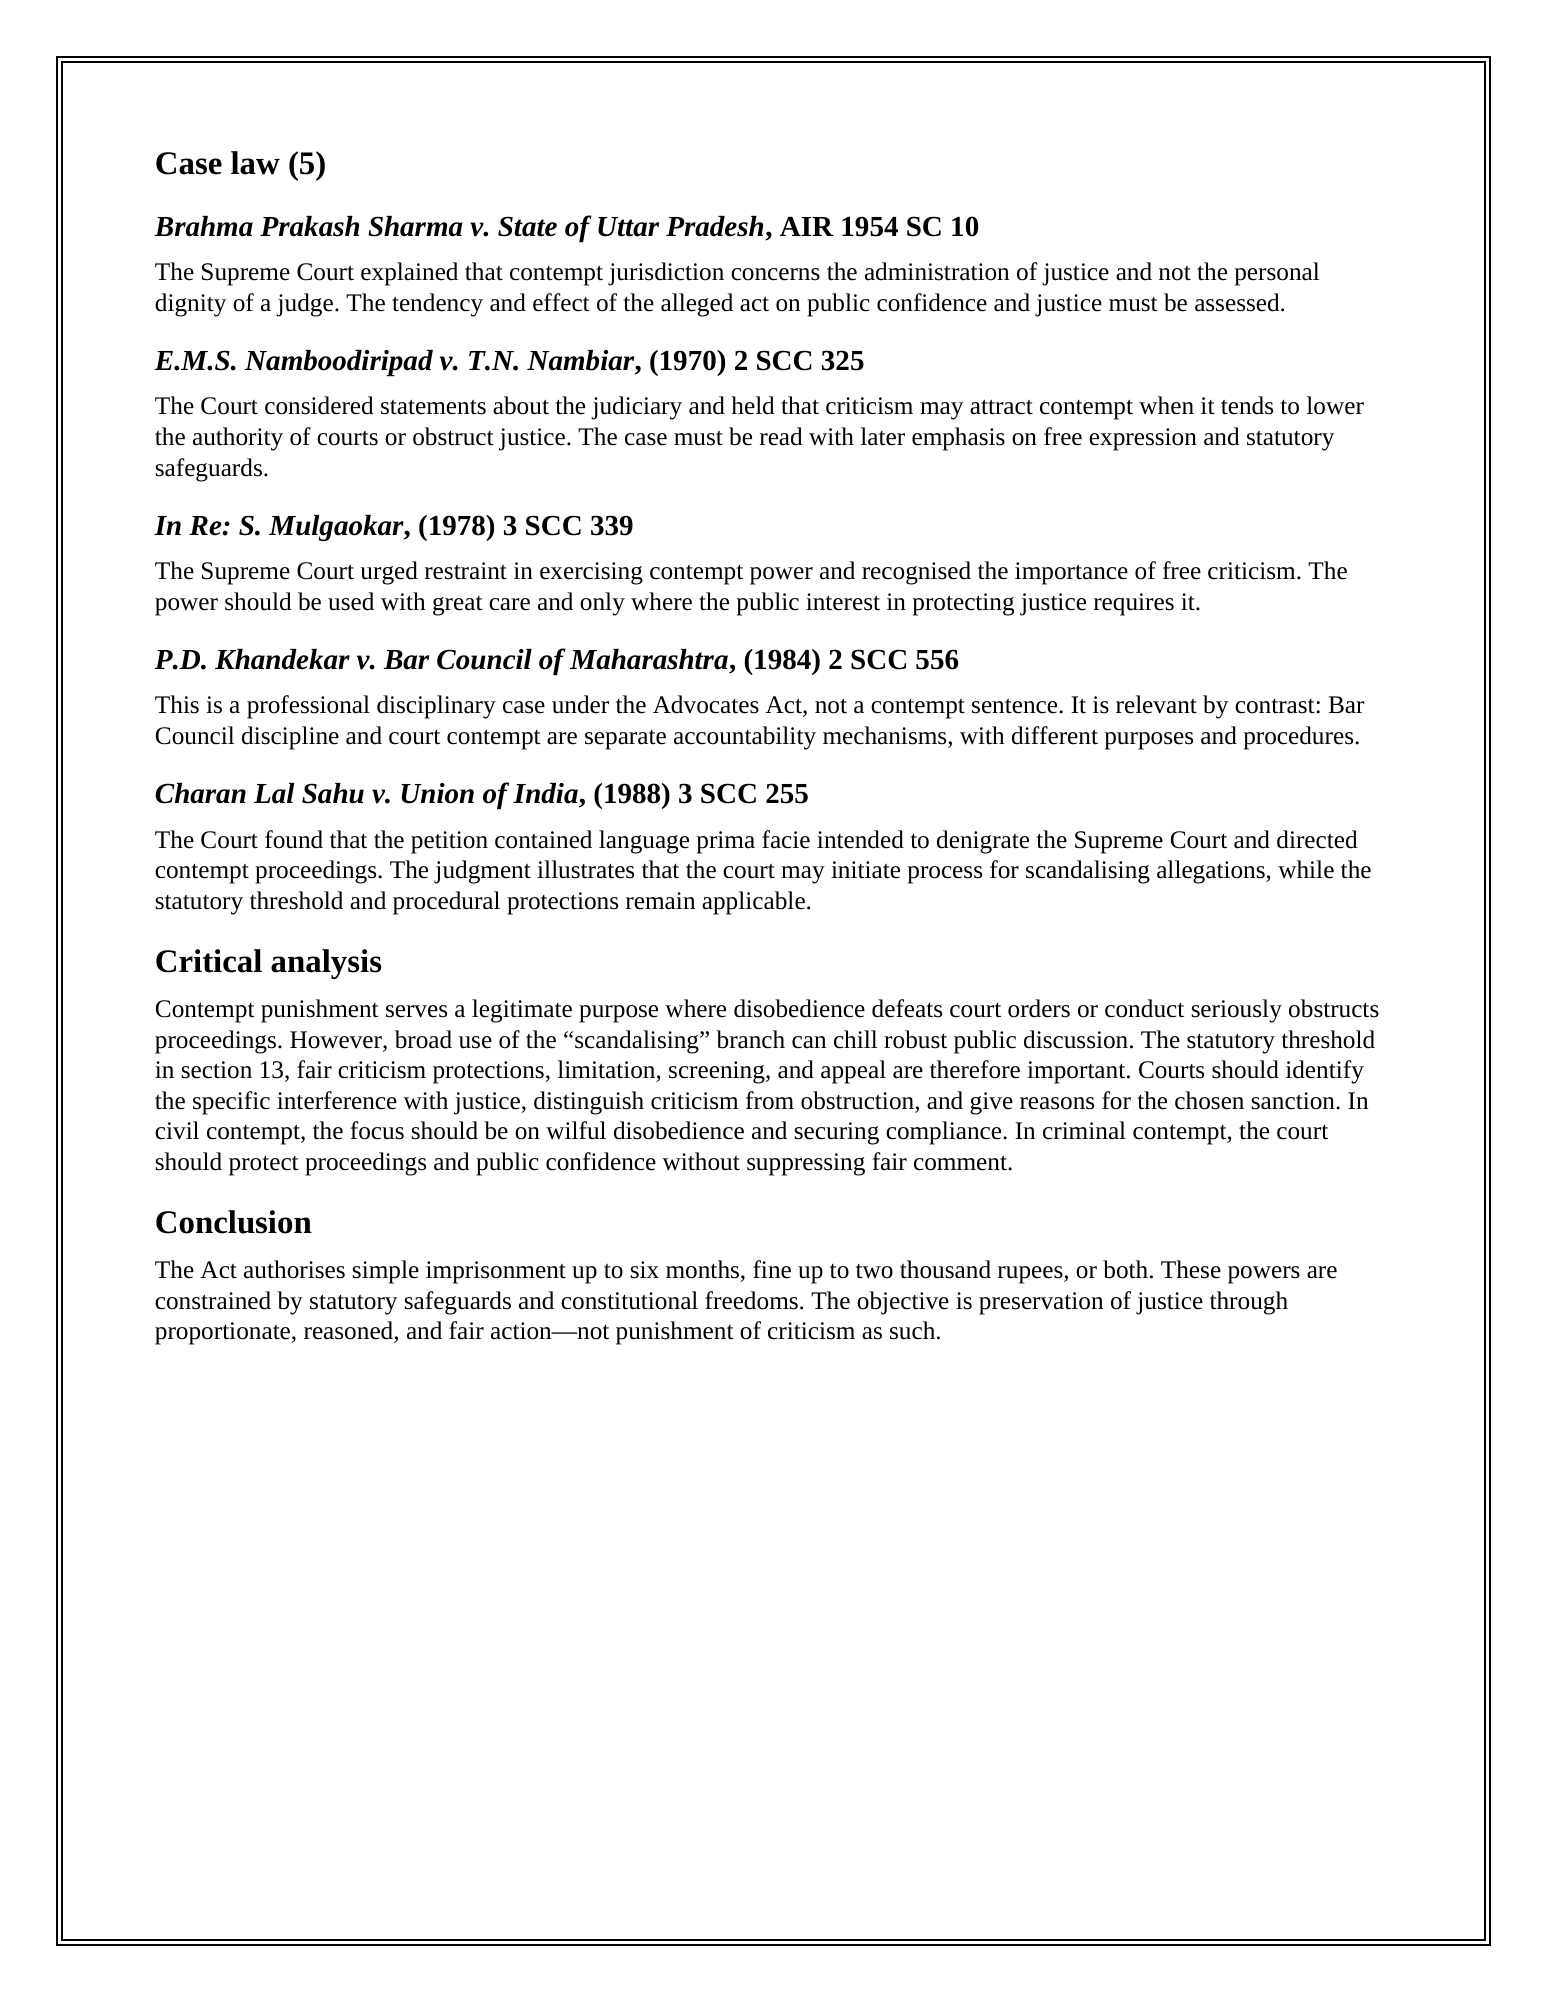 Case law (5)
Brahma Prakash Sharma v. State of Uttar Pradesh, AIR 1954 SC 10
The Supreme Court explained that contempt jurisdiction concerns the administration of justice and not the personal
dignity of a judge. The tendency and effect of the alleged act on public confidence and justice must be assessed.
E.M.S. Namboodiripad v. T.N. Nambiar, (1970) 2 SCC 325
The Court considered statements about the judiciary and held that criticism may attract contempt when it tends to lower
the authority of courts or obstruct justice. The case must be read with later emphasis on free expression and statutory
safeguards.
In Re: S. Mulgaokar, (1978) 3 SCC 339
The Supreme Court urged restraint in exercising contempt power and recognised the importance of free criticism. The
power should be used with great care and only where the public interest in protecting justice requires it.
P.D. Khandekar v. Bar Council of Maharashtra, (1984) 2 SCC 556
This is a professional disciplinary case under the Advocates Act, not a contempt sentence. It is relevant by contrast: Bar
Council discipline and court contempt are separate accountability mechanisms, with different purposes and procedures.
Charan Lal Sahu v. Union of India, (1988) 3 SCC 255
The Court found that the petition contained language prima facie intended to denigrate the Supreme Court and directed
contempt proceedings. The judgment illustrates that the court may initiate process for scandalising allegations, while the
statutory threshold and procedural protections remain applicable.
Critical analysis
Contempt punishment serves a legitimate purpose where disobedience defeats court orders or conduct seriously obstructs
proceedings. However, broad use of the “scandalising” branch can chill robust public discussion. The statutory threshold
in section 13, fair criticism protections, limitation, screening, and appeal are therefore important. Courts should identify
the specific interference with justice, distinguish criticism from obstruction, and give reasons for the chosen sanction. In
civil contempt, the focus should be on wilful disobedience and securing compliance. In criminal contempt, the court
should protect proceedings and public confidence without suppressing fair comment.
Conclusion
The Act authorises simple imprisonment up to six months, fine up to two thousand rupees, or both. These powers are
constrained by statutory safeguards and constitutional freedoms. The objective is preservation of justice through
proportionate, reasoned, and fair action—not punishment of criticism as such.